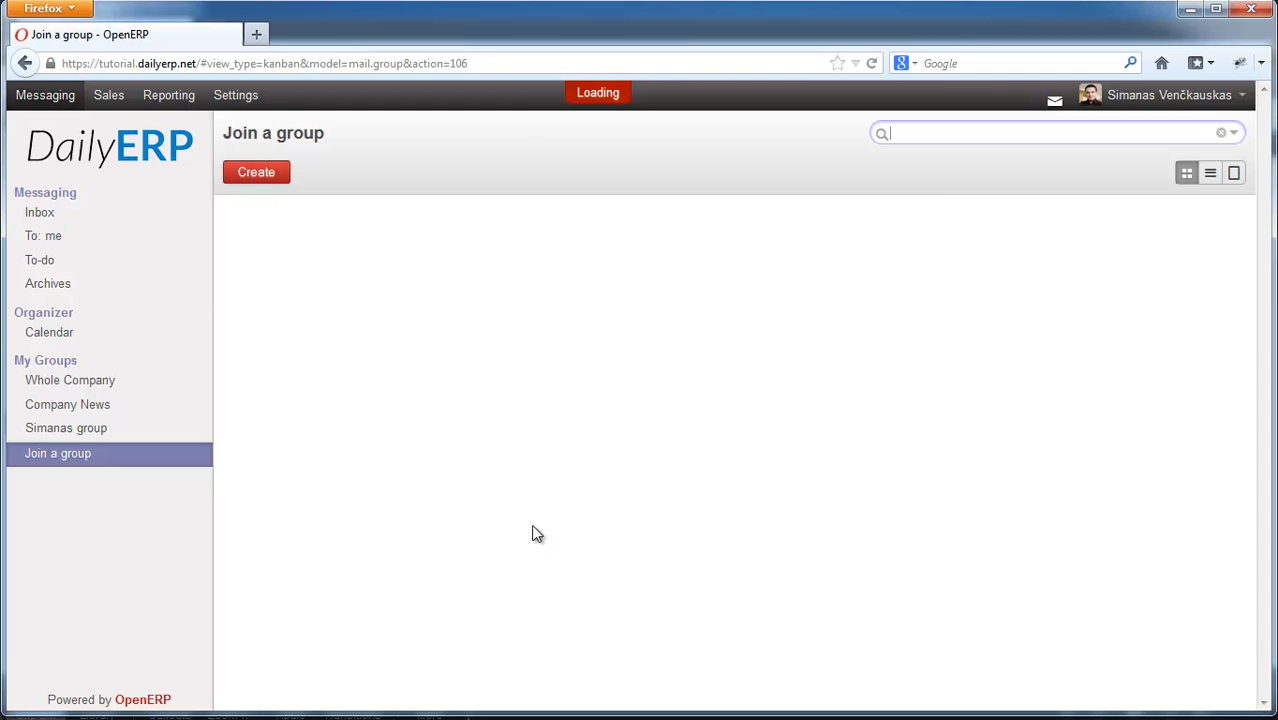 Firefox
Join a group - OpenERP
https://tutorial.dailyerp.net/#view_type=kanban&model=mail.group&action=106
Google
Messaging Sales Reporting Settings
Loading
Simanas Venčkauskas
DailyERP
Join a group
Create
Messaging
Inbox
To: me
To-do
Archives
Organizer
Calendar
My Groups
Whole Company
Company News
Simanas group
Join a group
Powered by OpenERP